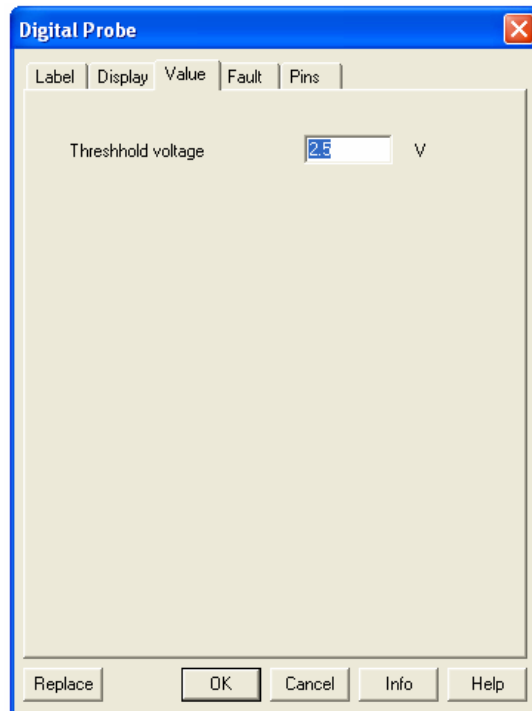 Digital Probe
Label Display Value Fault Pins
Threshhold voltage 2.5 V
Replace OK Cancel Info Help